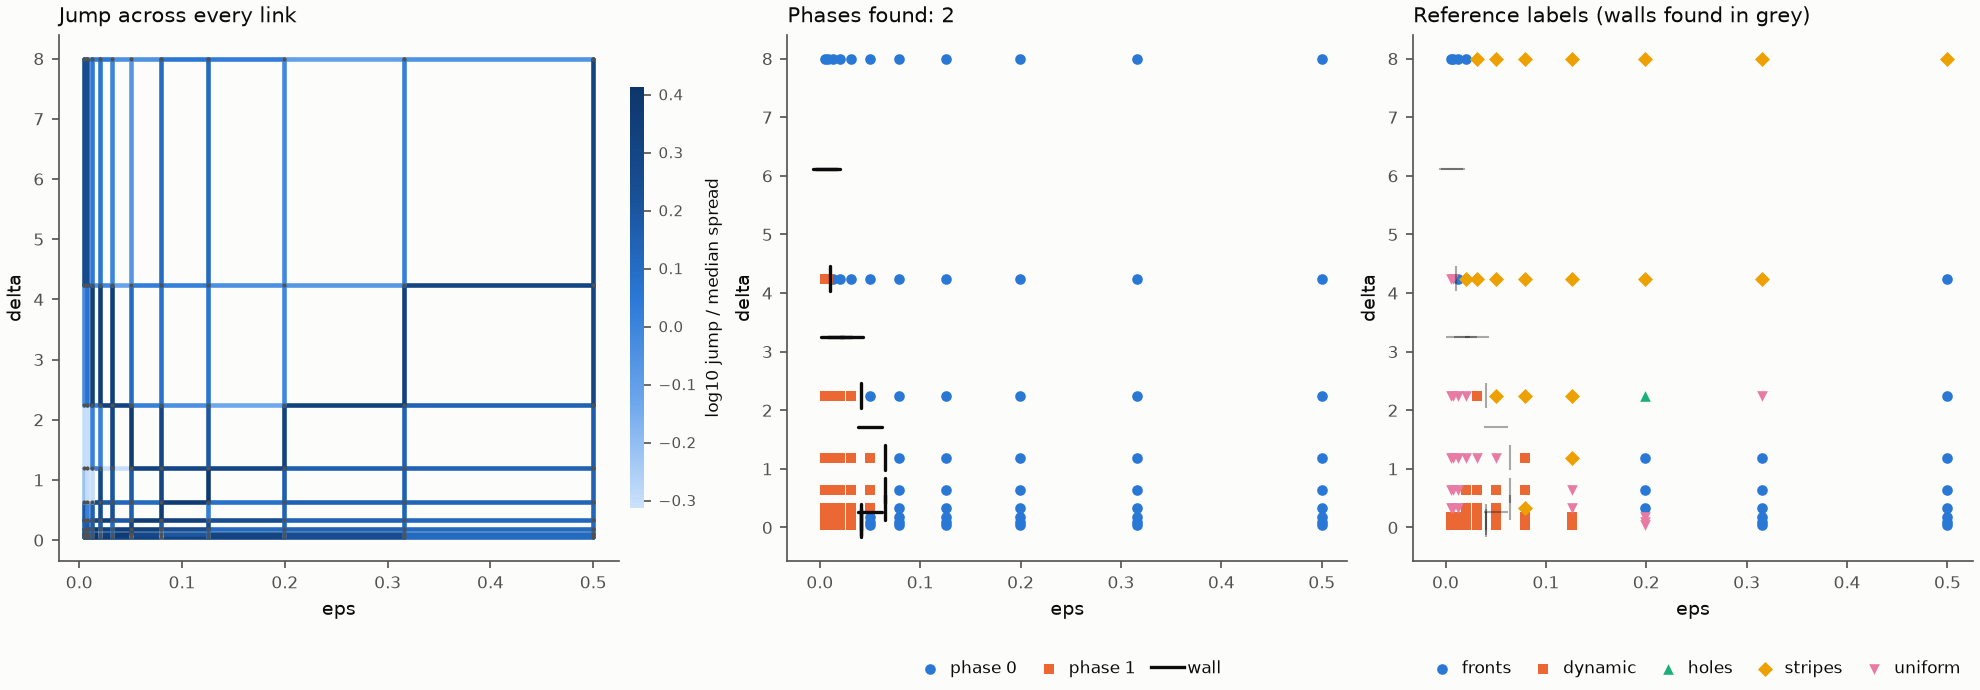 Jump across every link
8
7
6
5
4
3
2
1
0
delta
0.0 0.1 0.2 0.3 0.4 0.5
eps
0.4
0.3
0.2
0.1
0.0
−0.1
−0.2
−0.3
log10 jump / median spread
Phases found: 2
8
7
6
5
4
3
2
1
0
delta
0.0 0.1 0.2 0.3 0.4 0.5
eps
phase 0 phase 1 wall
Reference labels (walls found in grey)
8
7
6
5
4
3
2
1
0
delta
0.0 0.1 0.2 0.3 0.4 0.5
eps
fronts dynamic holes stripes uniform